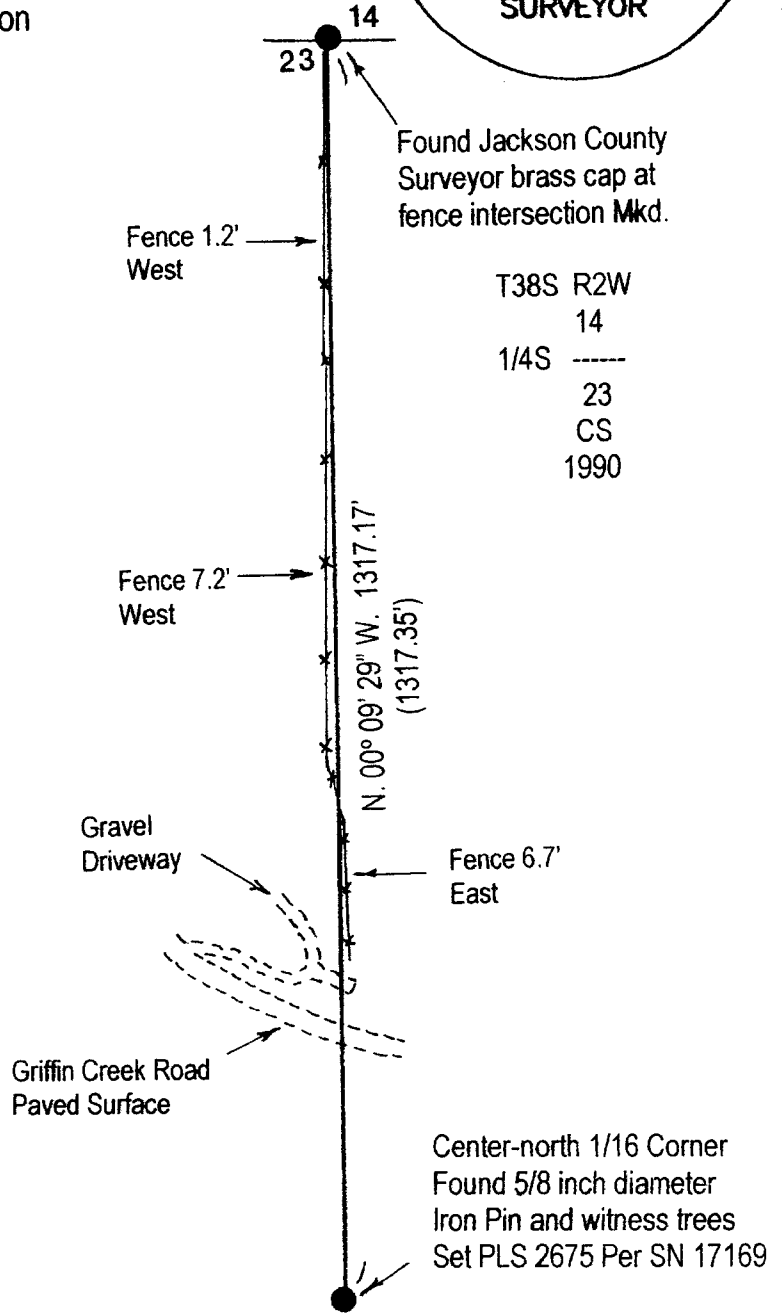 on
SURVEYOR
14
23
Found Jackson County
Surveyor brass cap at
fence intersection Mkd.
T38S R2W
14
1/4S ------
23
CS
1990
Fence 1.2'
West
Fence 7.2'
West
N. 00° 09' 29" W. 1317.17'
(1317.35')
Gravel
Driveway
Fence 6.7'
East
Griffin Creek Road
Paved Surface
Center-north 1/16 Corner
Found 5/8 inch diameter
Iron Pin and witness trees
Set PLS 2675 Per SN 17169